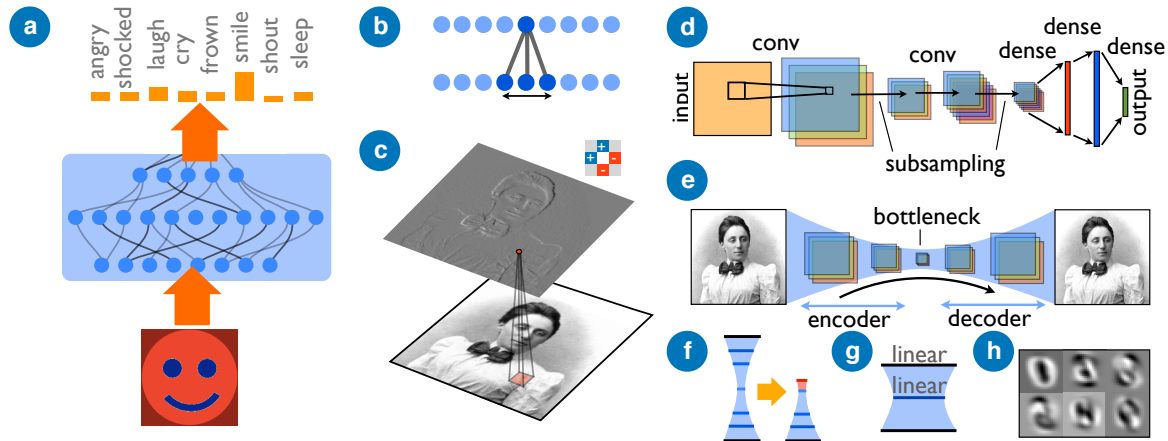 a
angry
shocked
laugh
cry
frown
smile
shout
sleep
b
c
+
+
-
-
d
input
conv
conv
dense
dense
dense
output
subsampling
e
bottleneck
encoder
decoder
f
g
linear
linear
h